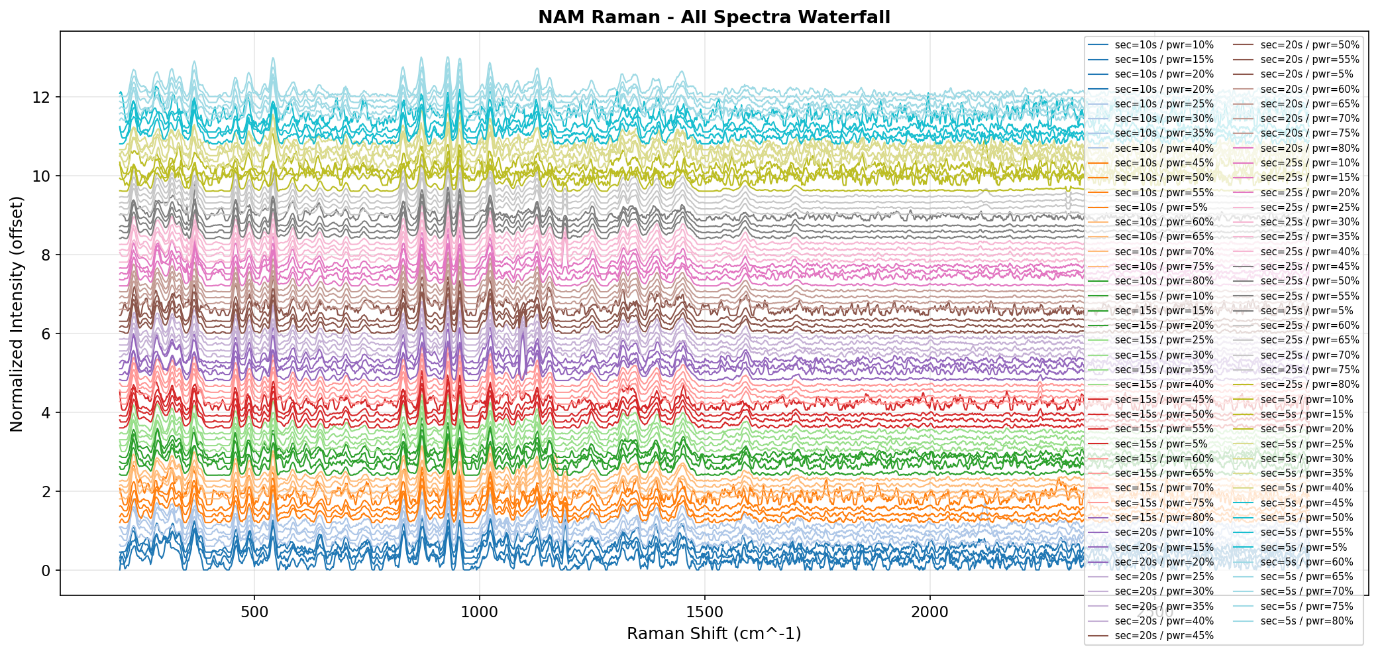 NAM Raman - All Spectra Waterfall
Normalized Intensity (offset)
12
10
8
6
4
2
0
500
1000
1500
2000
Raman Shift (cm^-1)
sec=10s / pwr=10%
sec=10s / pwr=15%
sec=10s / pwr=20%
sec=10s / pwr=20%
sec=10s / pwr=25%
sec=10s / pwr=30%
sec=10s / pwr=35%
sec=10s / pwr=40%
sec=10s / pwr=45%
sec=10s / pwr=50%
sec=10s / pwr=55%
sec=10s / pwr=5%
sec=10s / pwr=60%
sec=10s / pwr=65%
sec=10s / pwr=70%
sec=10s / pwr=75%
sec=10s / pwr=80%
sec=15s / pwr=10%
sec=15s / pwr=15%
sec=15s / pwr=20%
sec=15s / pwr=25%
sec=15s / pwr=30%
sec=15s / pwr=35%
sec=15s / pwr=40%
sec=15s / pwr=45%
sec=15s / pwr=50%
sec=15s / pwr=55%
sec=15s / pwr=5%
sec=15s / pwr=60%
sec=15s / pwr=65%
sec=15s / pwr=70%
sec=15s / pwr=75%
sec=15s / pwr=80%
sec=20s / pwr=10%
sec=20s / pwr=15%
sec=20s / pwr=20%
sec=20s / pwr=25%
sec=20s / pwr=30%
sec=20s / pwr=35%
sec=20s / pwr=40%
sec=20s / pwr=45%
sec=20s / pwr=50%
sec=20s / pwr=55%
sec=20s / pwr=5%
sec=20s / pwr=60%
sec=20s / pwr=65%
sec=20s / pwr=70%
sec=20s / pwr=75%
sec=20s / pwr=80%
sec=25s / pwr=10%
sec=25s / pwr=15%
sec=25s / pwr=20%
sec=25s / pwr=25%
sec=25s / pwr=30%
sec=25s / pwr=35%
sec=25s / pwr=40%
sec=25s / pwr=45%
sec=25s / pwr=50%
sec=25s / pwr=55%
sec=25s / pwr=5%
sec=25s / pwr=60%
sec=25s / pwr=65%
sec=25s / pwr=70%
sec=25s / pwr=75%
sec=25s / pwr=80%
sec=5s / pwr=10%
sec=5s / pwr=15%
sec=5s / pwr=20%
sec=5s / pwr=25%
sec=5s / pwr=30%
sec=5s / pwr=35%
sec=5s / pwr=40%
sec=5s / pwr=45%
sec=5s / pwr=50%
sec=5s / pwr=55%
sec=5s / pwr=5%
sec=5s / pwr=60%
sec=5s / pwr=65%
sec=5s / pwr=70%
sec=5s / pwr=75%
sec=5s / pwr=80%